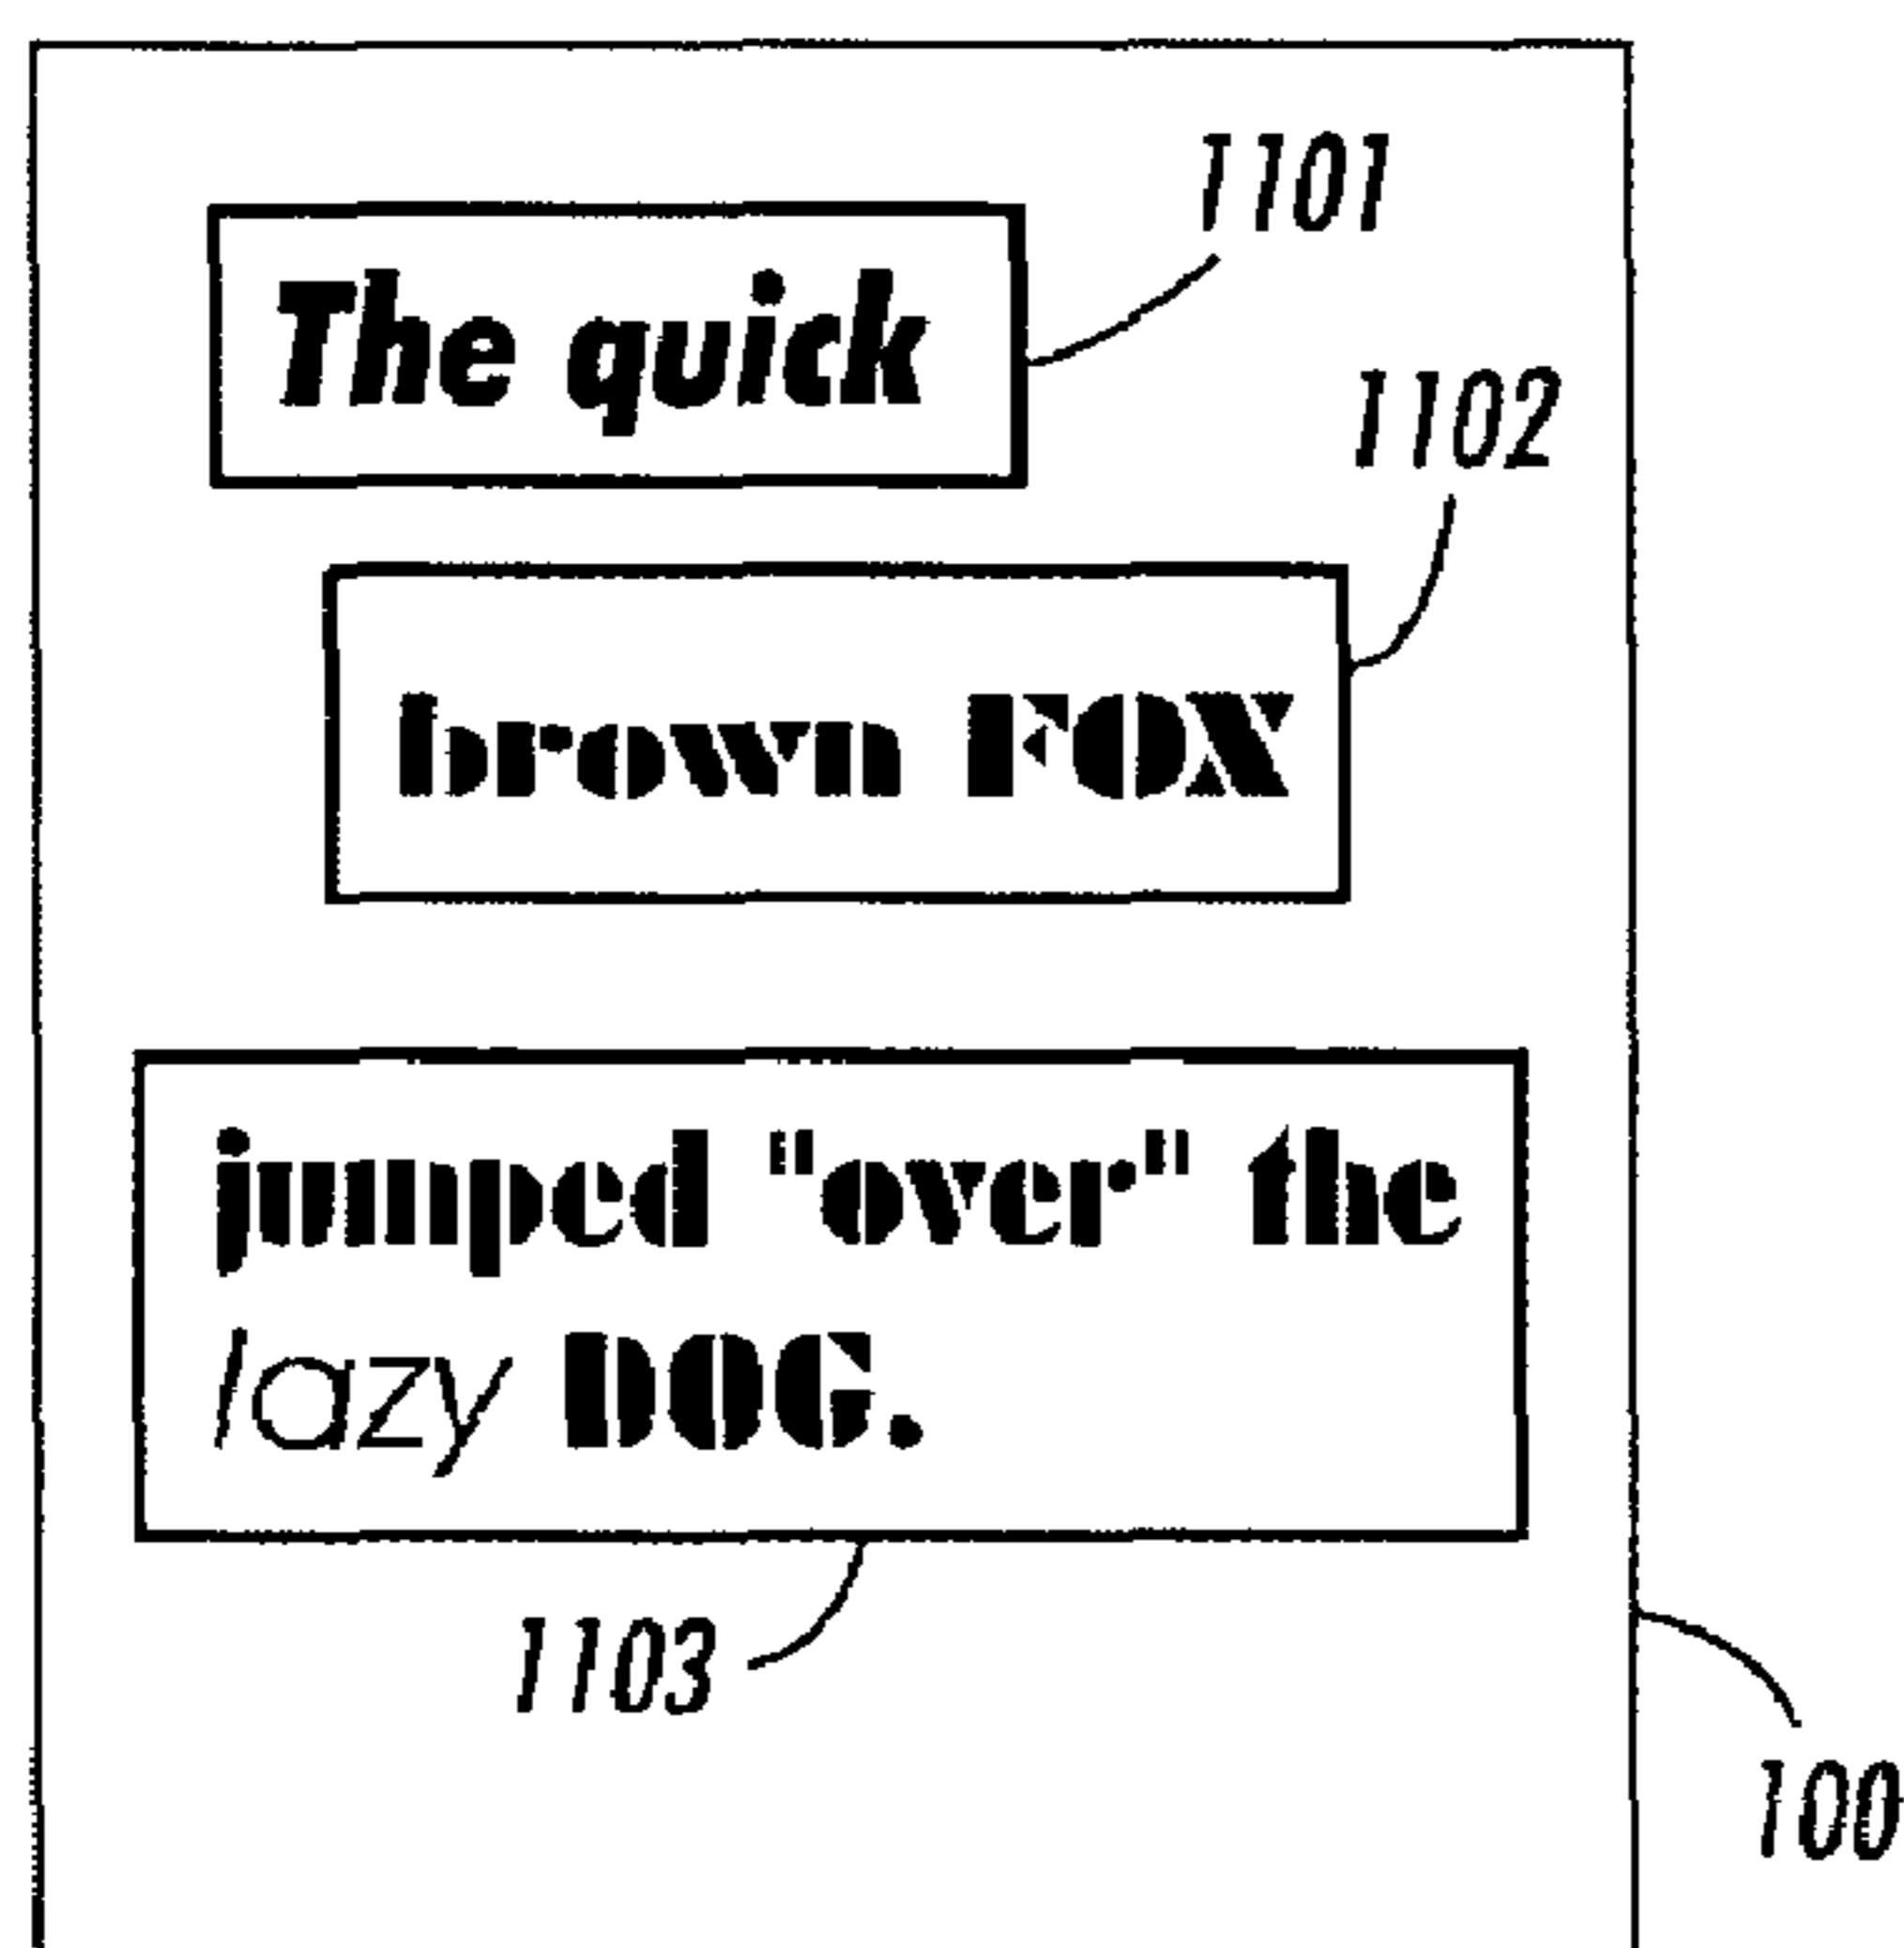 1101
The quick
1102
brown FOX
jumped "over" the
lazy DOG.
1103
100